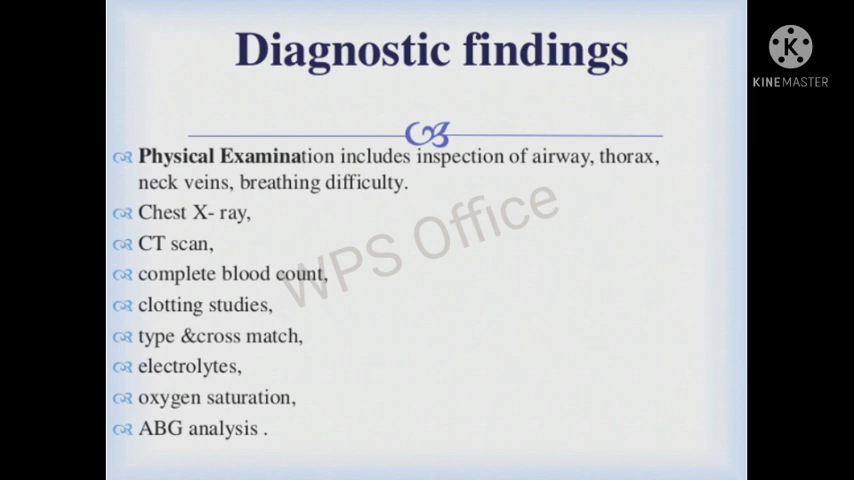 Diagnostic findings
K
KINEMASTER
Physical Examination includes inspection of airway, thorax,
neck veins, breathing difficulty.
Chest X- ray,
CT scan,
complete blood count,
clotting studies,
type &cross match,
electrolytes,
oxygen saturation,
ABG analysis .
WPS Office